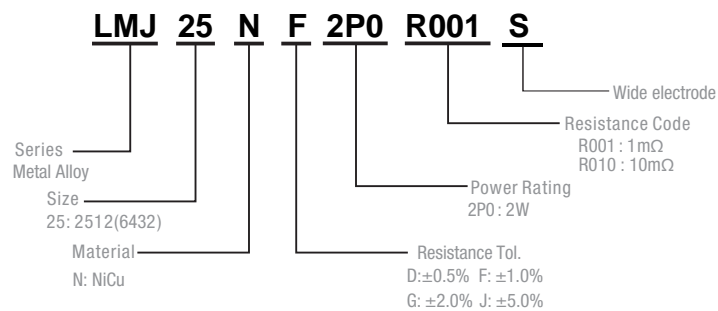 LMJ 25 N F 2P0 R001 S
Wide electrode
Resistance Code
R001 : 1mΩ
R010 : 10mΩ
Series
Metal Alloy
Power Rating
2P0 : 2W
Size
25: 2512(6432)
Material
N: NiCu
Resistance Tol.
D:±0.5% F: ±1.0%
G: ±2.0% J: ±5.0%